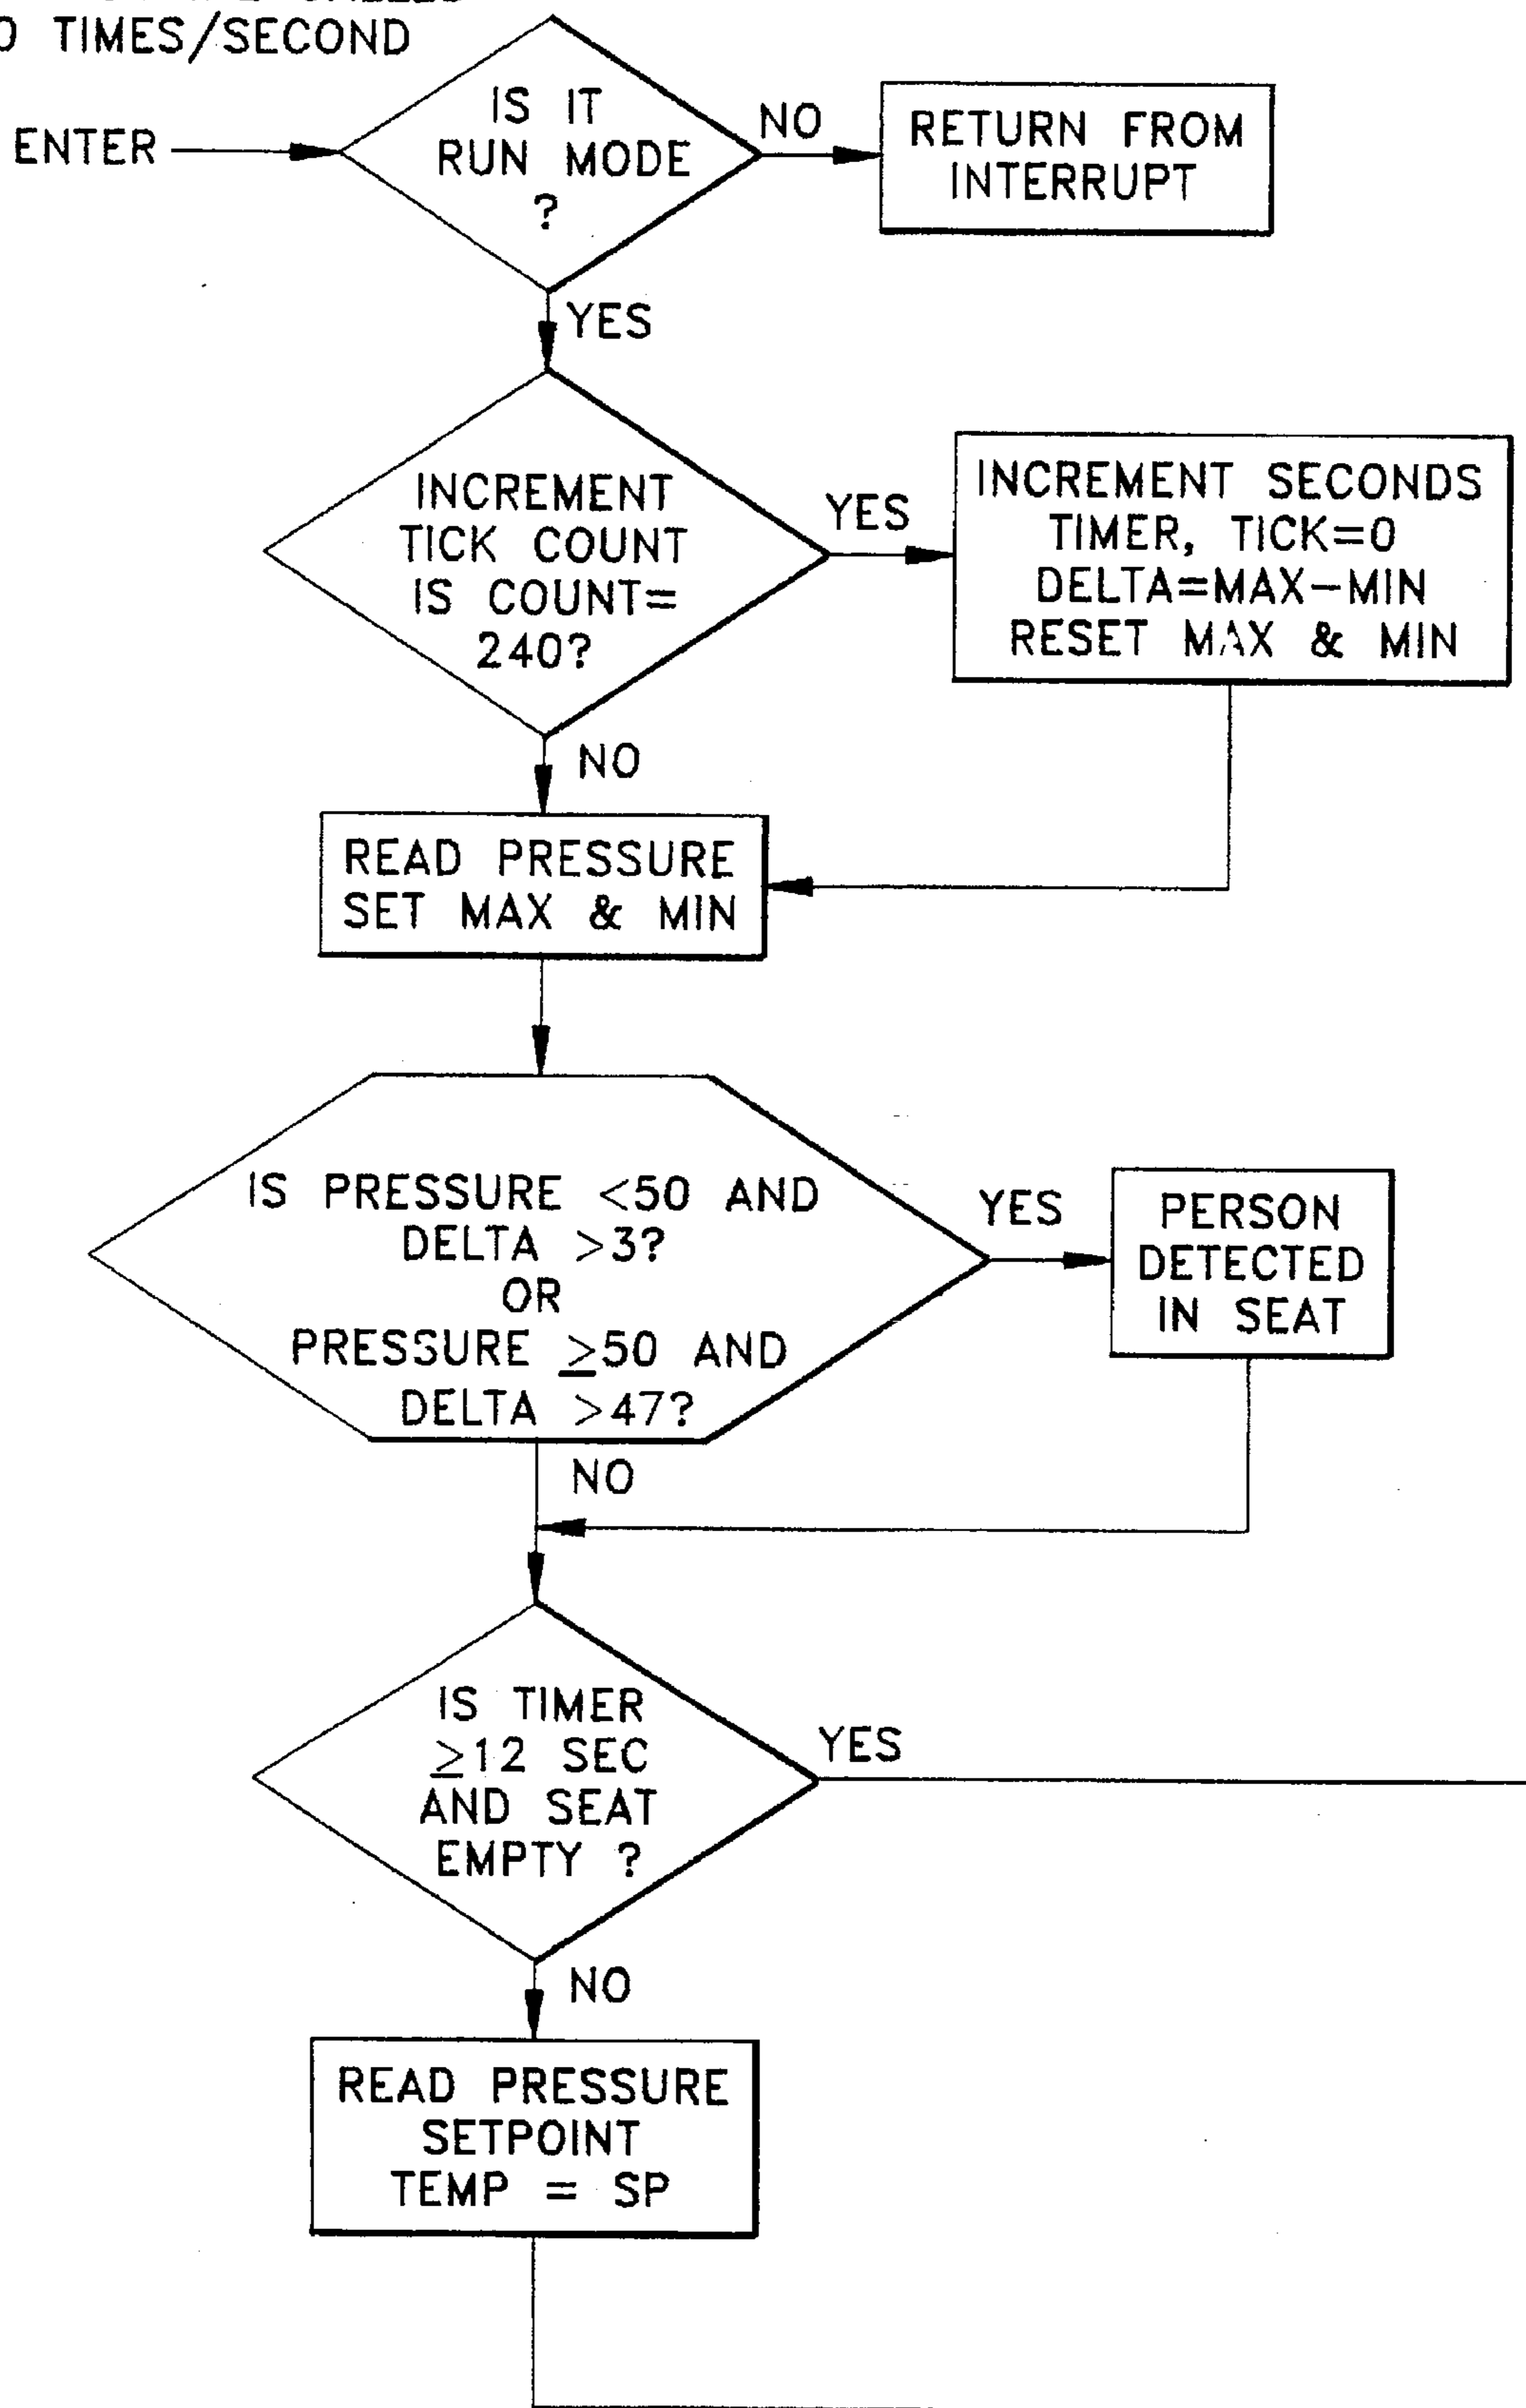 TIMES/SECOND
ENTER
IS IT
RUN MODE
?
NO
RETURN FROM
INTERRUPT
YES
INCREMENT
TICK COUNT
IS COUNT=
240?
YES
INCREMENT SECONDS
TIMER, TICK=0
DELTA=MAX-MIN
RESET MAX & MIN
NO
READ PRESSURE
SET MAX & MIN
IS PRESSURE <50 AND
DELTA >3?
OR
PRESSURE ≥50 AND
DELTA >47?
YES
PERSON
DETECTED
IN SEAT
NO
IS TIMER
≥12 SEC
AND SEAT
EMPTY ?
YES
NO
READ PRESSURE
SETPOINT
TEMP = SP